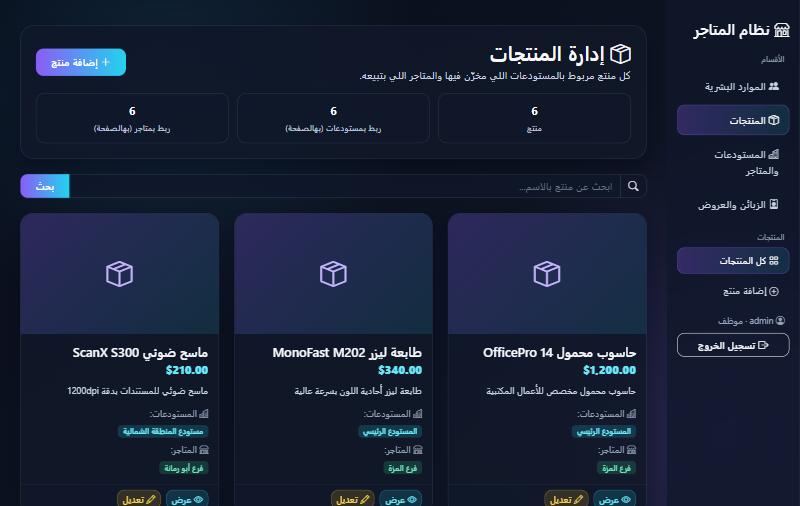 نظام المتاجر
الأقسام
الموارد البشرية
المنتجات
المستودعات والمتاجر
الزبائن والعروض
المنتجات
كل المنتجات
إضافة منتج
admin · موظف
تسجيل الخروج
إدارة المنتجات
كل منتج مربوط بالمستودعات اللي مخزّن فيها والمتاجر اللي بتبيعه.
+ إضافة منتج
6
منتج
6
ربط بمستودعات (بهالصفحة)
6
ربط بمتاجر (بهالصفحة)
ابحث عن منتج بالاسم...
بحث
حاسوب محمول OfficePro 14
$1,200.00
حاسوب محمول مخصص للأعمال المكتبية
المستودعات:
المستودع الرئيسي
المتاجر:
فرع المزة
عرض
تعديل
طابعة ليزر MonoFast M202
$340.00
طابعة ليزر أحادية اللون بسرعة عالية
المستودعات:
المستودع الرئيسي
المتاجر:
فرع المزة
عرض
تعديل
ماسح ضوئي ScanX S300
$210.00
ماسح ضوئي للمستندات بدقة 1200dpi
المستودعات:
مستودع المنطقة الشمالية
المتاجر:
فرع أبو رمانة
عرض
تعديل